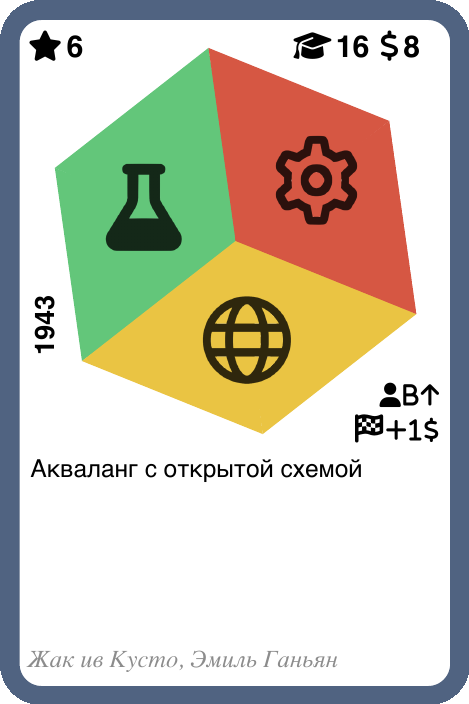 6 16 $8
1943
B↑
+1$
Акваланг с открытой схемой
Жак ив Кусто, Эмиль Ганьян